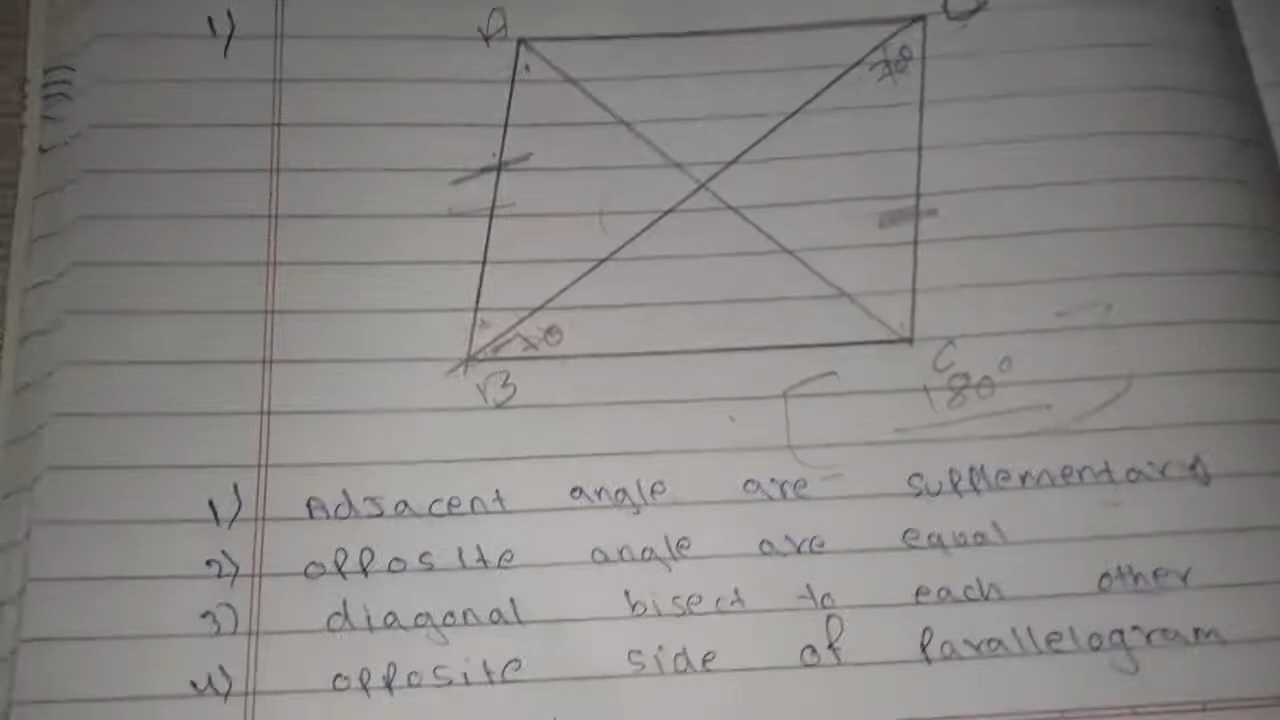 1)
A
70
x0
B
C
180°
1) Adjacent angle are supplementary
2) opposite angle are equal
3) diagonal bisect to each other
4) opposite side of parallelogram